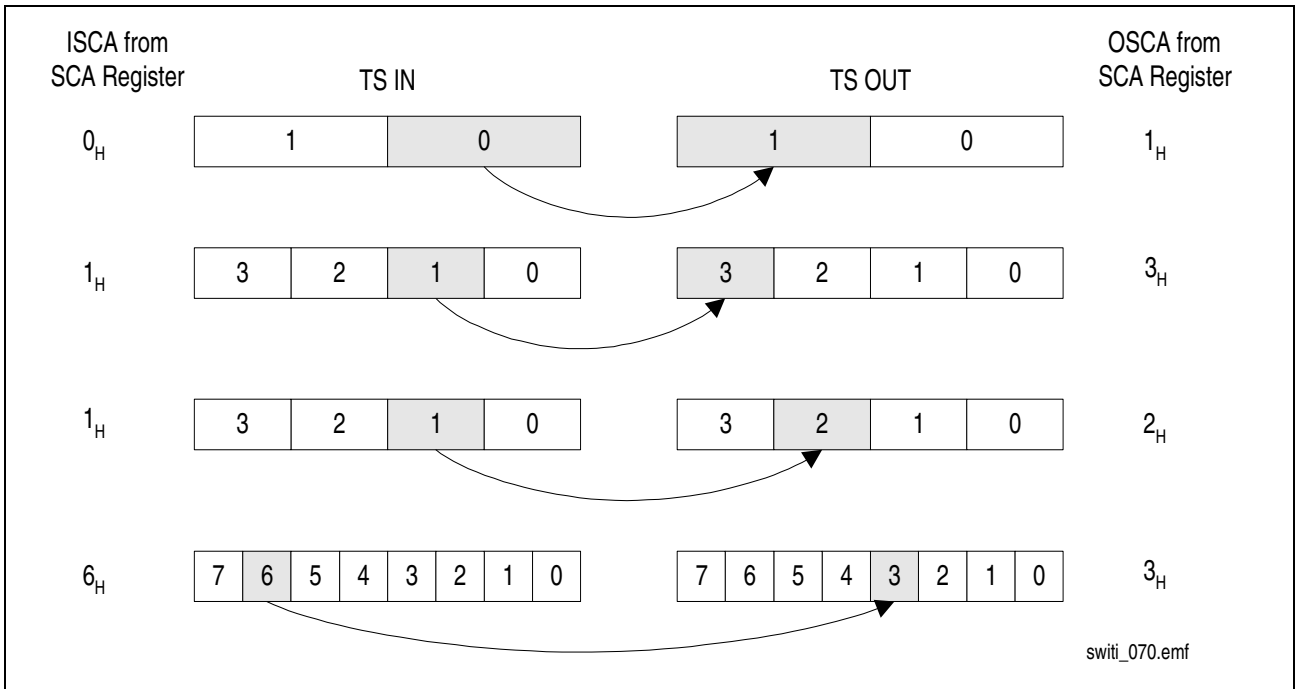 ISCA from
SCA Register
TS IN
TS OUT
OSCA from
SCA Register
0H
1 0
1 0
1H
1H
3 2 1 0
3 2 1 0
3H
1H
3 2 1 0
3 2 1 0
2H
6H
7 6 5 4 3 2 1 0
7 6 5 4 3 2 1 0
3H
switi_070.emf